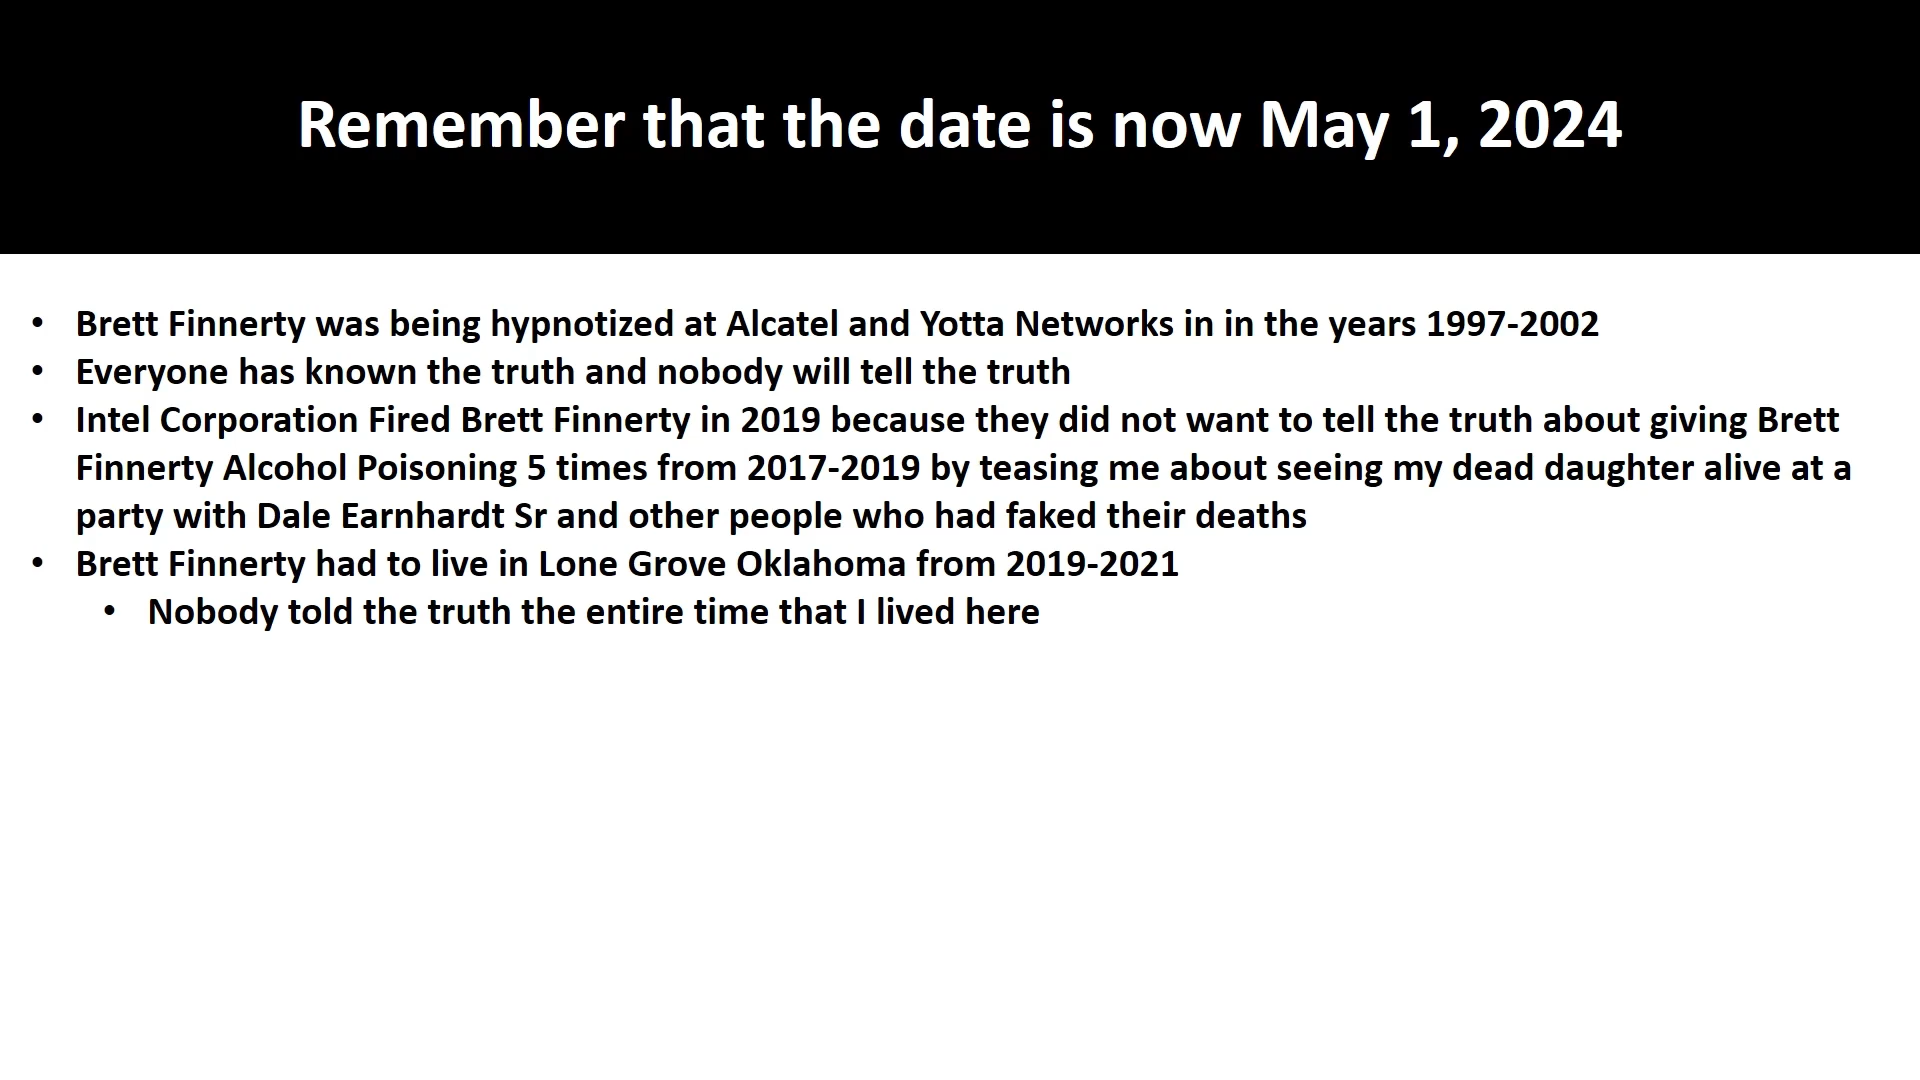 Remember that the date is now May 1, 2024
• Brett Finnerty was being hypnotized at Alcatel and Yotta Networks in in the years 1997-2002
• Everyone has known the truth and nobody will tell the truth
• Intel Corporation Fired Brett Finnerty in 2019 because they did not want to tell the truth about giving Brett
Finnerty Alcohol Poisoning 5 times from 2017-2019 by teasing me about seeing my dead daughter alive at a
party with Dale Earnhardt Sr and other people who had faked their deaths
• Brett Finnerty had to live in Lone Grove Oklahoma from 2019-2021
• Nobody told the truth the entire time that I lived here